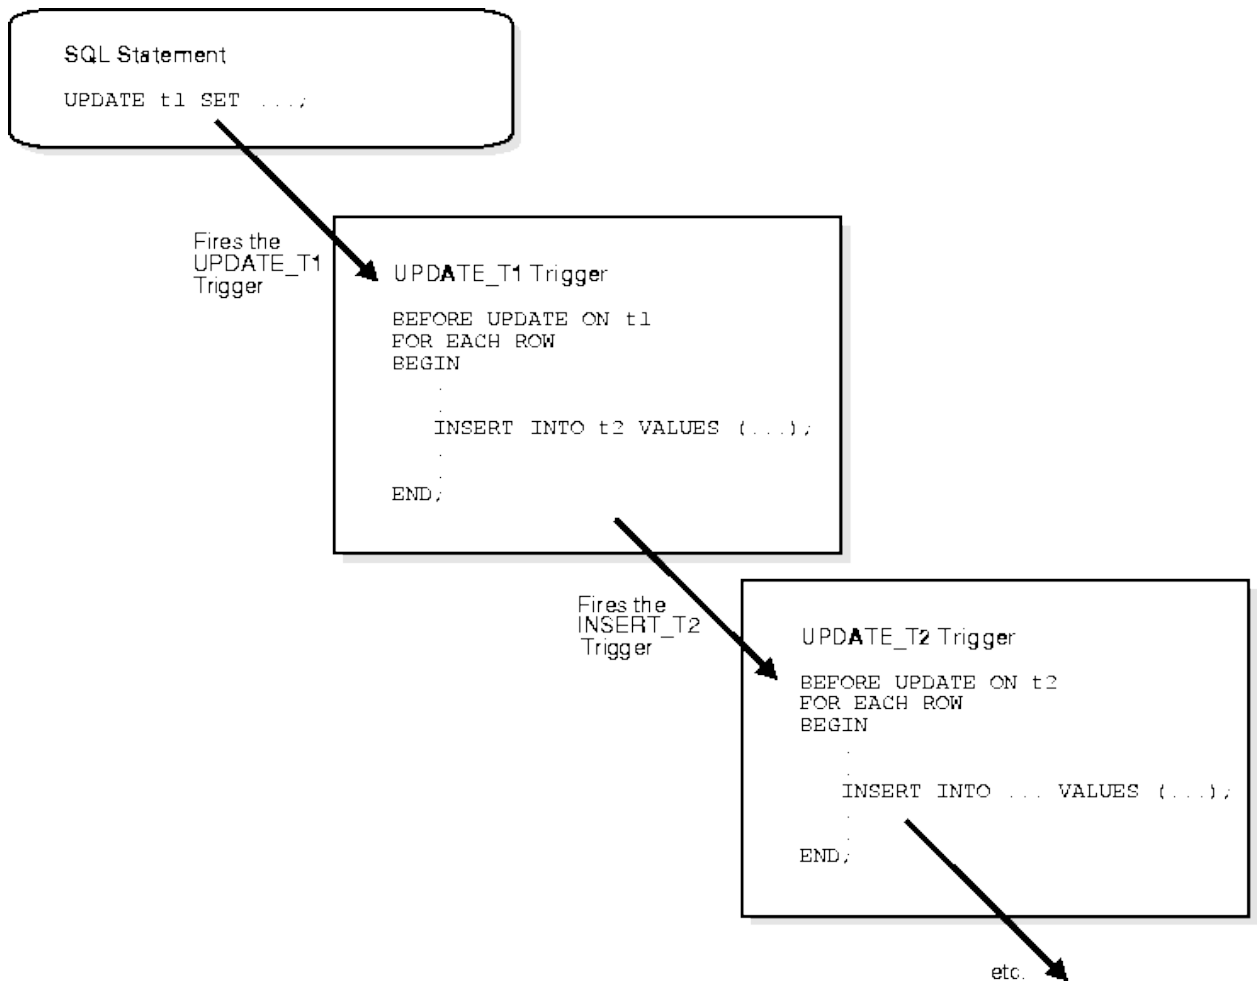 SQL Statement
UPDATE t1 SET ...;
Fires the
UPDATE_T1
Trigger
UPDATE_T1 Trigger
BEFORE UPDATE ON t1
FOR EACH ROW
BEGIN
.
.
INSERT INTO t2 VALUES (...);
.
.
END;
Fires the
INSERT_T2
Trigger
UPDATE_T2 Trigger
BEFORE UPDATE ON t2
FOR EACH ROW
BEGIN
.
.
INSERT INTO ... VALUES (...);
.
.
END;
etc.